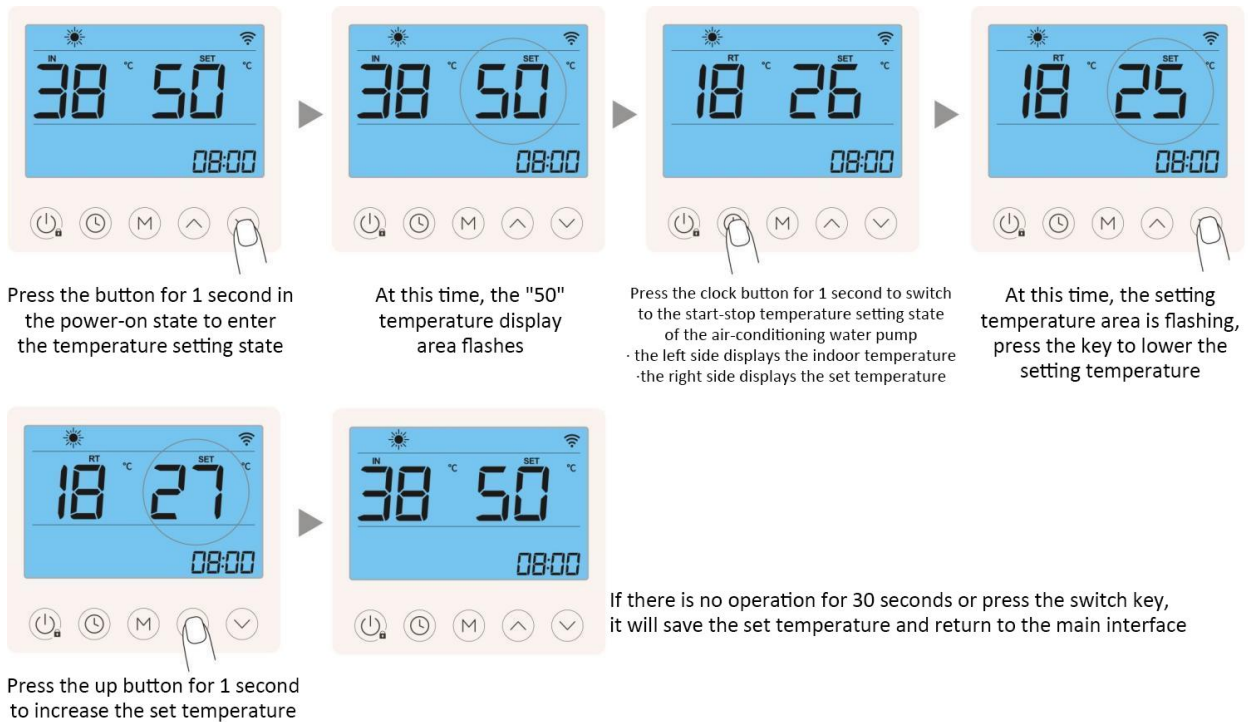 IN
°C
SET
°C
38
50
08:00
M
Press the button for 1 second in
the power-on state to enter
the temperature setting state
IN
°C
SET
°C
38
50
08:00
M
At this time, the "50"
temperature display
area flashes
RT
°C
SET
°C
18
26
08:00
M
Press the clock button for 1 second to switch
to the start-stop temperature setting state
of the air-conditioning water pump
· the left side displays the indoor temperature
·the right side displays the set temperature
RT
°C
SET
°C
18
25
08:00
M
At this time, the setting
temperature area is flashing,
press the key to lower the
setting temperature
RT
°C
SET
°C
18
27
08:00
M
Press the up button for 1 second
to increase the set temperature
IN
°C
SET
°C
38
50
08:00
M
If there is no operation for 30 seconds or press the switch key,
it will save the set temperature and return to the main interface